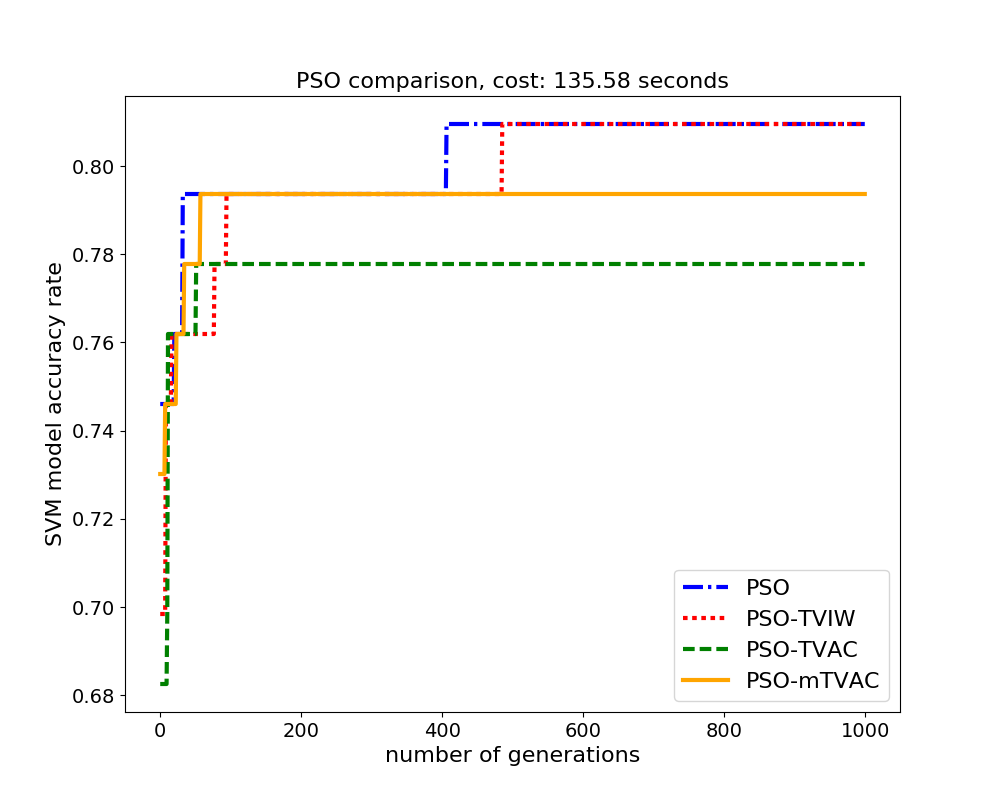 PSO comparison, cost: 135.58 seconds
SVM model accuracy rate
0.80
0.78
0.76
0.74
0.72
0.70
0.68
0 200 400 600 800 1000
number of generations
PSO
PSO-TVIW
PSO-TVAC
PSO-mTVAC